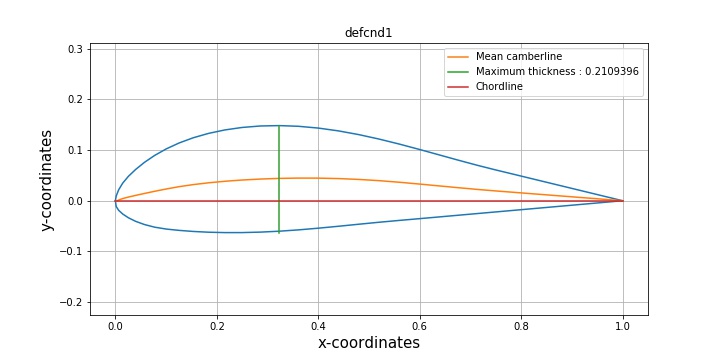 defcnd1
Mean camberline
Maximum thickness : 0.2109396
Chordline
y-coordinates
0.3
0.2
0.1
0.0
−0.1
−0.2
0.0 0.2 0.4 0.6 0.8 1.0
x-coordinates